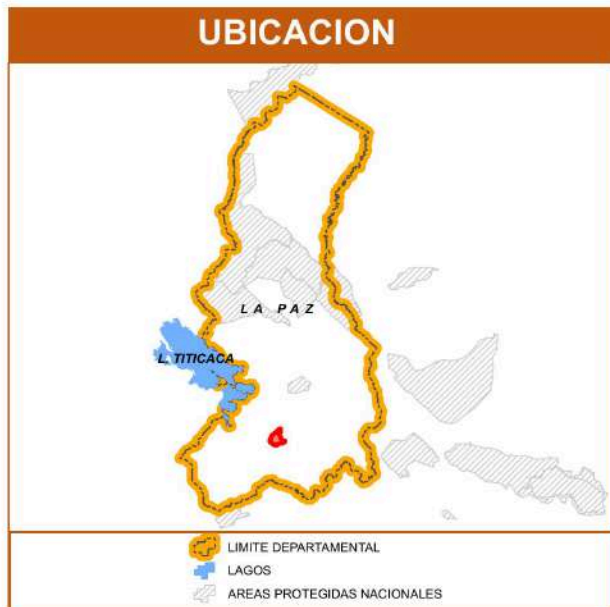 UBICACION
LA PAZ
L. TITICACA
LIMITE DEPARTAMENTAL
LAGOS
AREAS PROTEGIDAS NACIONALES